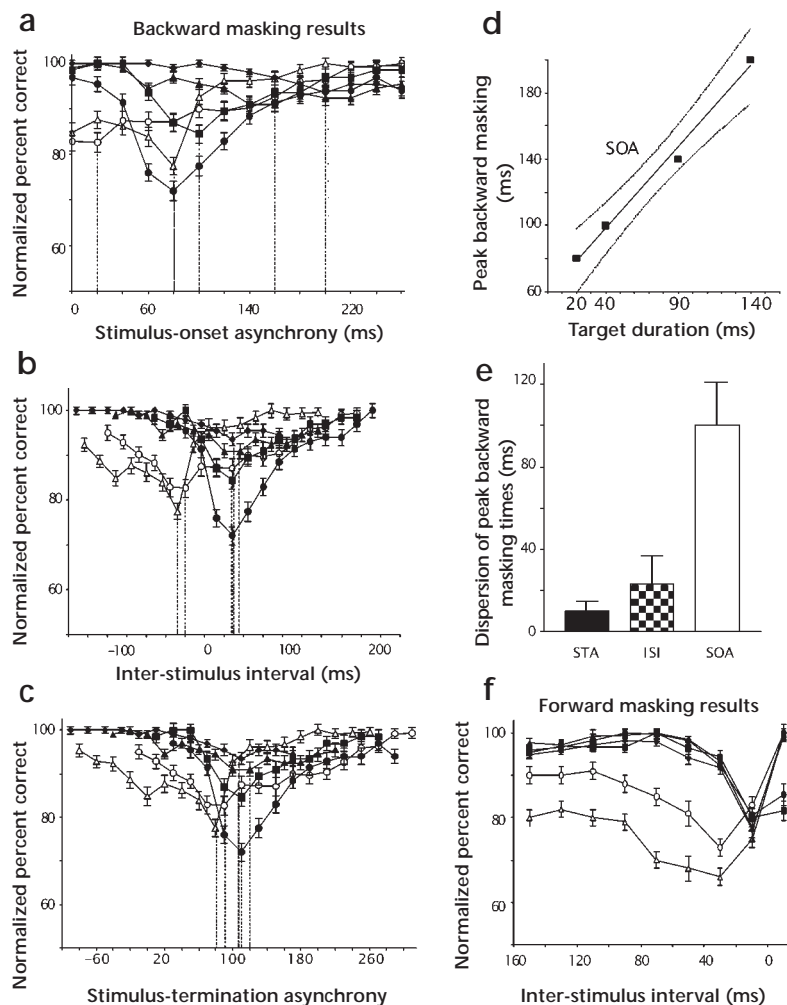 a
Backward masking results
Normalized percent correct
100
80
60
0 60 140 220
Stimulus-onset asynchrony (ms)
b
Normalized percent correct
100
80
60
−100 0 100 200
Inter-stimulus interval (ms)
c
Normalized percent correct
100
80
60
−60 20 100 180 260
Stimulus-termination asynchrony
d
Peak backward masking
(ms)
180
140
100
60
SOA
20 40 90 140
Target duration (ms)
e
Dispersion of peak backward
masking times (ms)
120
80
40
0
STA ISI SOA
f
Forward masking results
Normalized percent correct
100
80
60
160 120 80 40 0
Inter-stimulus interval (ms)